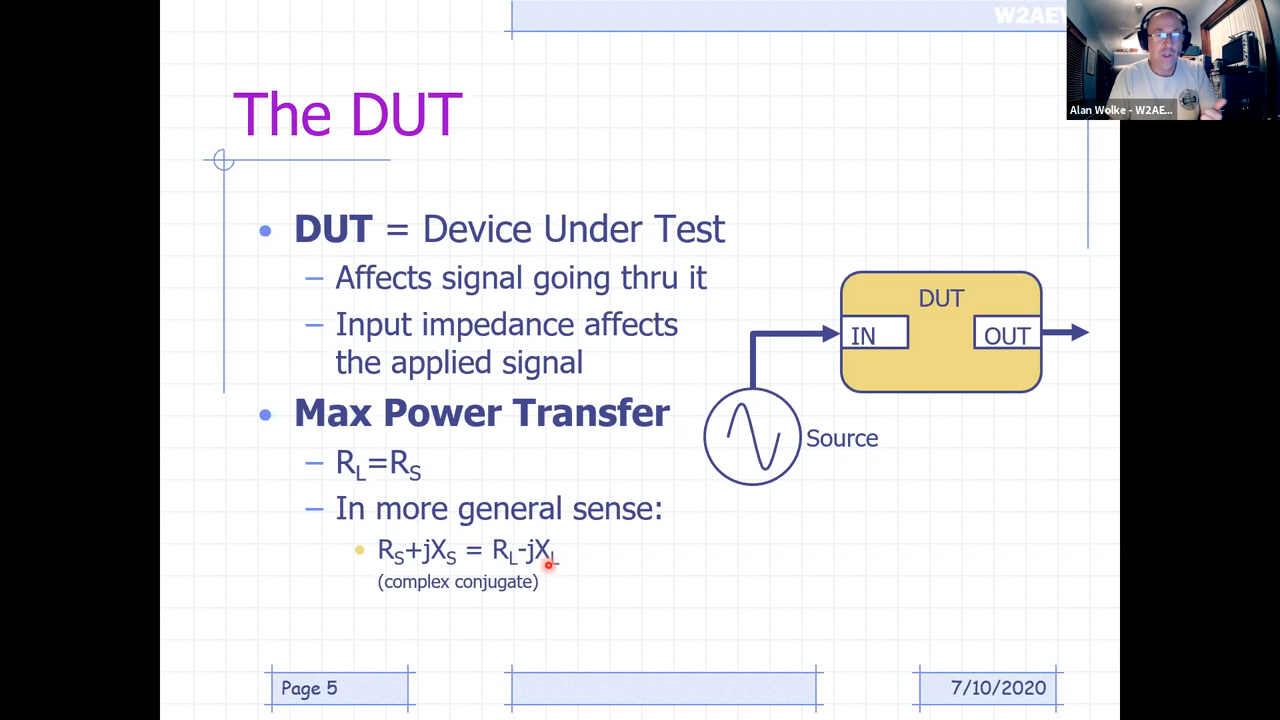 W2AE
Alan Wolke - W2AE...
The DUT
• DUT = Device Under Test
– Affects signal going thru it
– Input impedance affects
the applied signal
• Max Power Transfer
– RL=RS
– In more general sense:
• RS+jXS = RL-jXL
(complex conjugate)
DUT
IN
OUT
Source
Page 5
7/10/2020